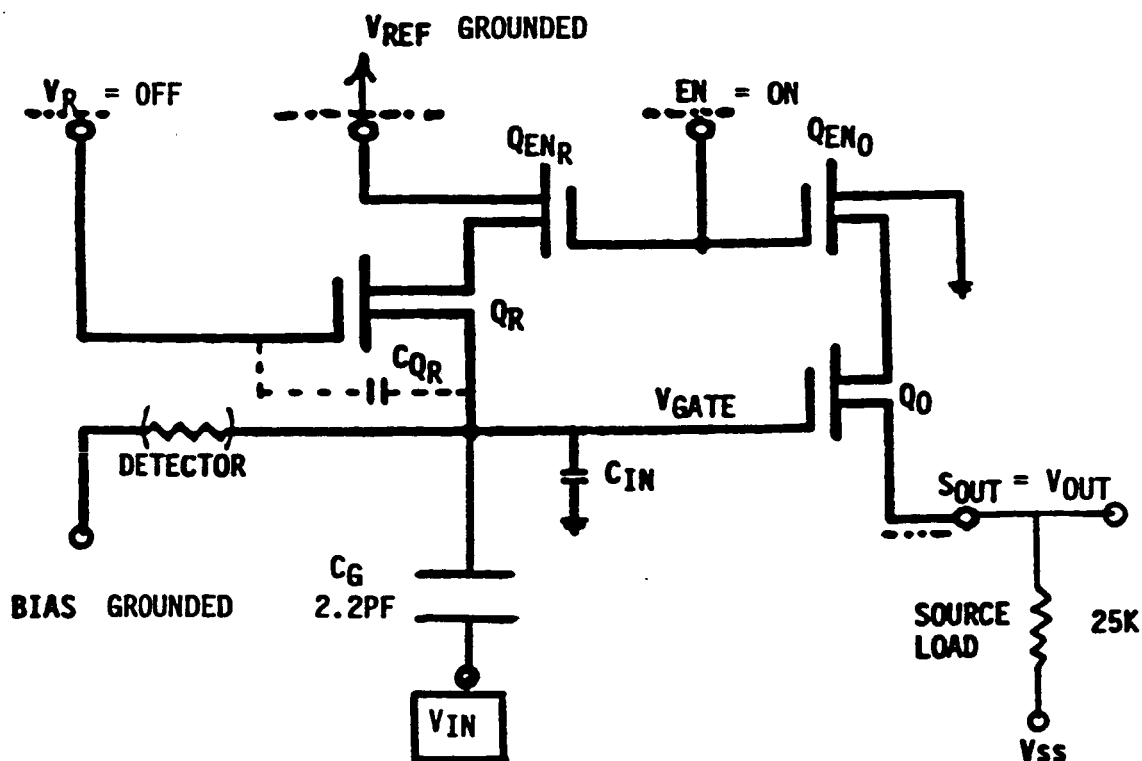 VREF GROUNDED
VR = OFF
EN = ON
QENR
QENO
QR
CQR
VGATE
QO
DETECTOR
CIN
SOUT = VOUT
CG
2.2PF
BIAS GROUNDED
SOURCE
LOAD
25K
VIN
Vss